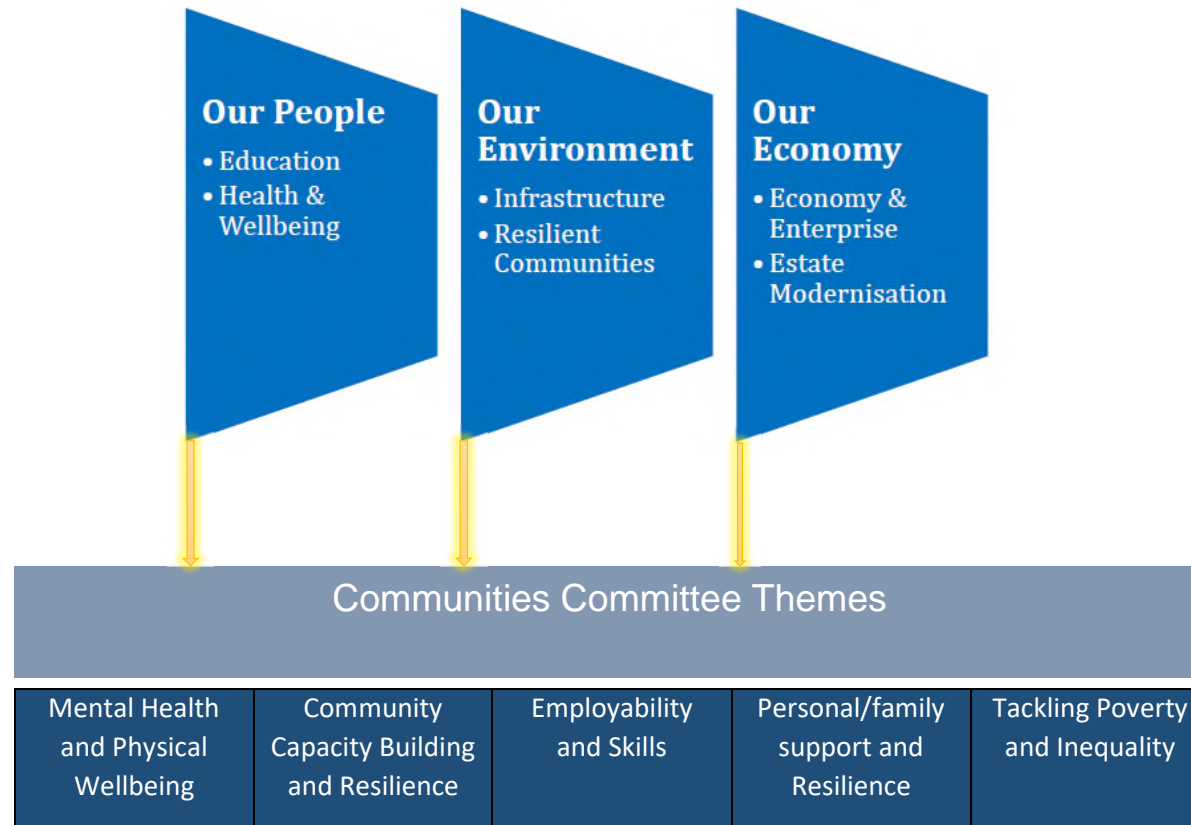 Our People
• Education
• Health &
Wellbeing
Our
Environment
• Infrastructure
• Resilient
Communities
Our
Economy
• Economy &
Enterprise
• Estate
Modernisation
Communities Committee Themes
Mental Health
and Physical
Wellbeing
Community
Capacity Building
and Resilience
Employability
and Skills
Personal/family
support and
Resilience
Tackling Poverty
and Inequality